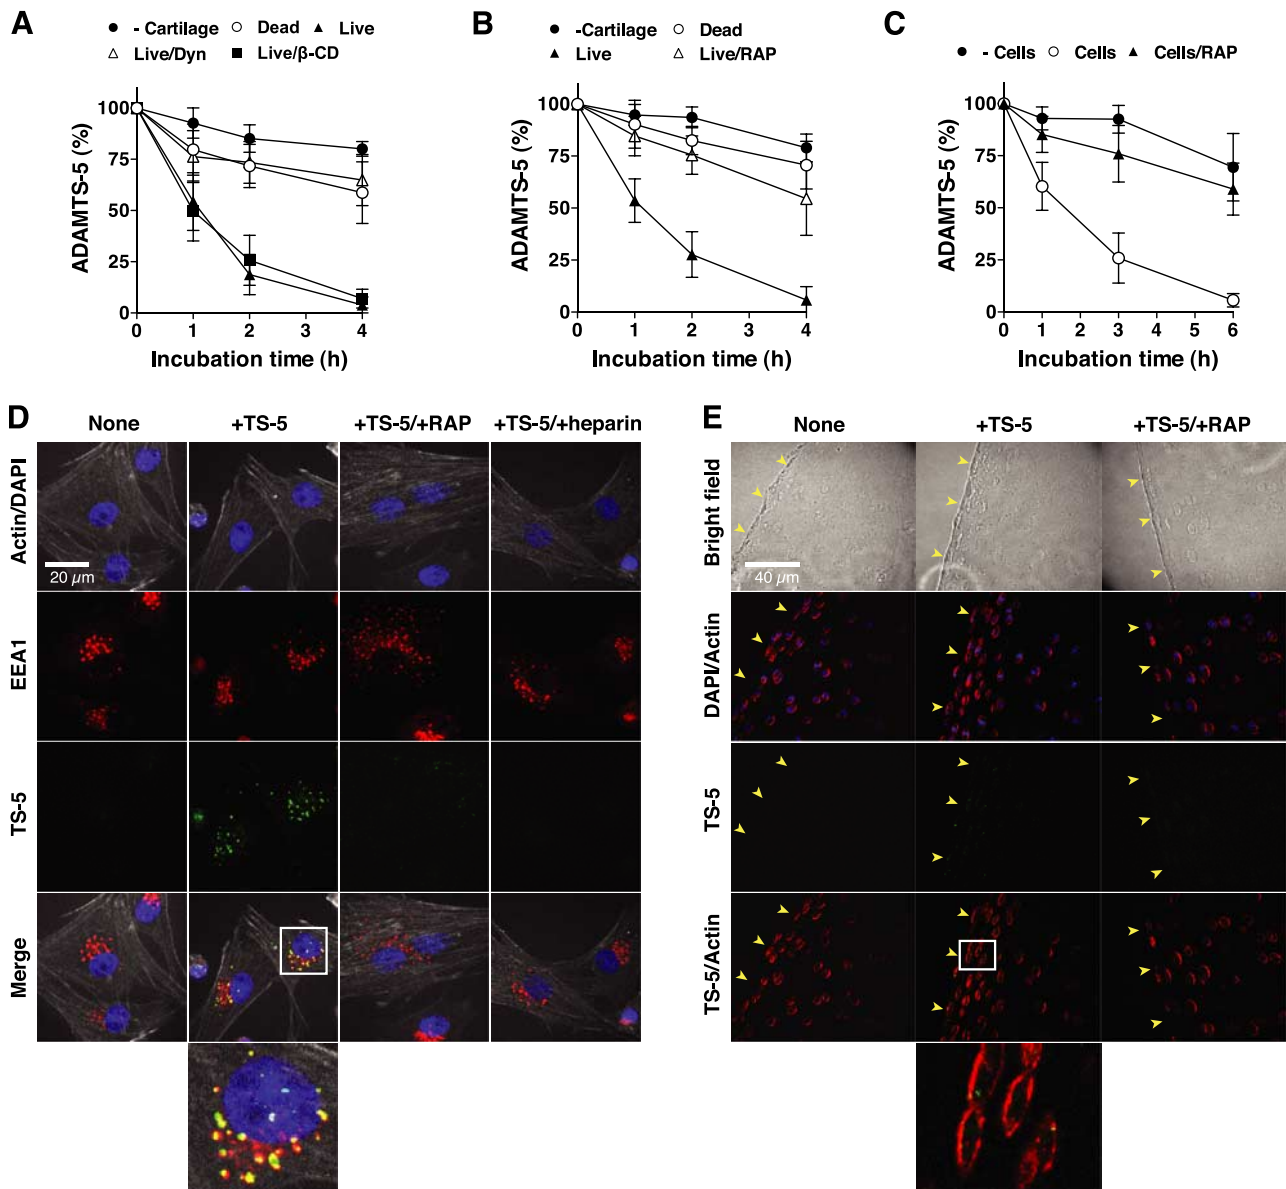 A
- Cartilage Dead Live
Live/Dyn Live/β-CD
ADAMTS-5 (%)
100
75
50
25
0
0 1 2 3 4
Incubation time (h)
B
-Cartilage Dead
Live Live/RAP
ADAMTS-5 (%)
100
75
50
25
0
0 1 2 3 4
Incubation time (h)
C
- Cells Cells Cells/RAP
ADAMTS-5 (%)
100
75
50
25
0
0 1 2 3 4 5 6
Incubation time (h)
D
None +TS-5 +TS-5/+RAP +TS-5/+heparin
Actin/DAPI
20 µm
EEA1
TS-5
Merge
E
None +TS-5 +TS-5/+RAP
Bright field
40 µm
DAPI/Actin
TS-5
TS-5/Actin